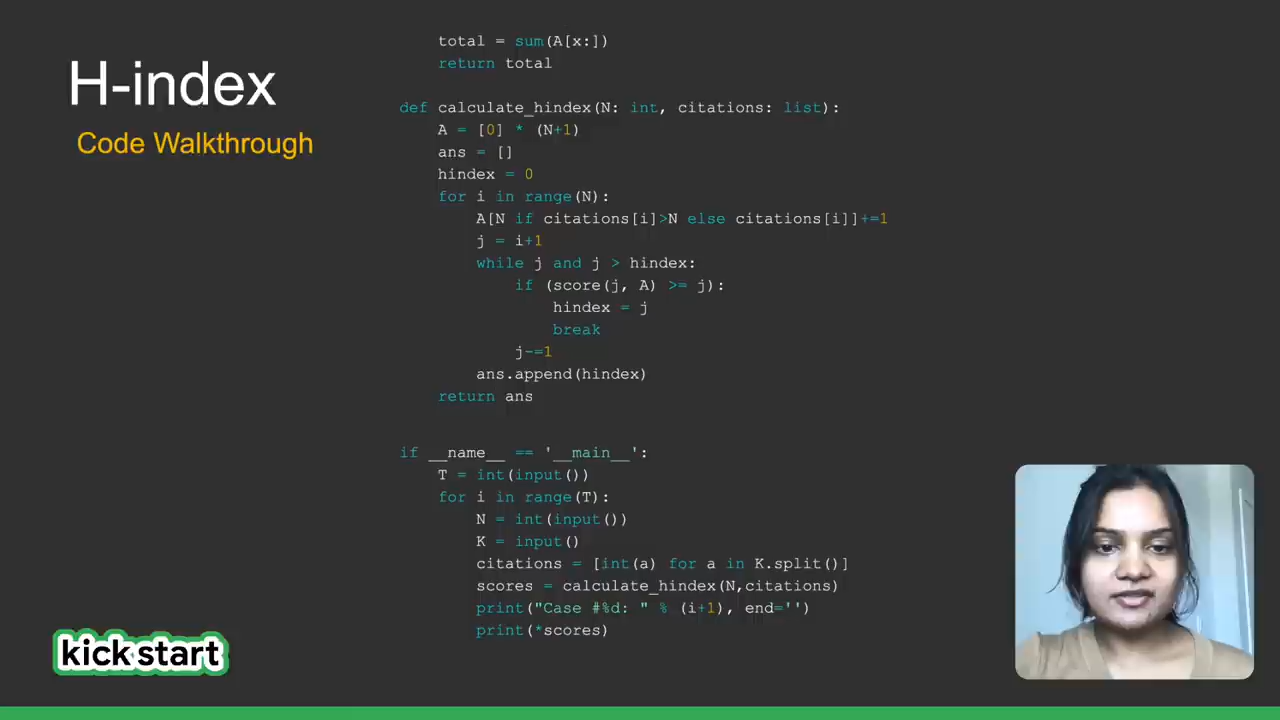 H-index
Code Walkthrough
total = sum(A[x:])
return total
def calculate_hindex(N: int, citations: list):
A = [0] * (N+1)
ans = []
hindex = 0
for i in range(N):
A[N if citations[i]>N else citations[i]]+=1
j = i+1
while j and j > hindex:
if (score(j, A) >= j):
hindex = j
break
j-=1
ans.append(hindex)
return ans
if __name__ == '__main__':
T = int(input())
for i in range(T):
N = int(input())
K = input()
citations = [int(a) for a in K.split()]
scores = calculate_hindex(N,citations)
print("Case #%d: " % (i+1), end='')
print(*scores)
kickstart